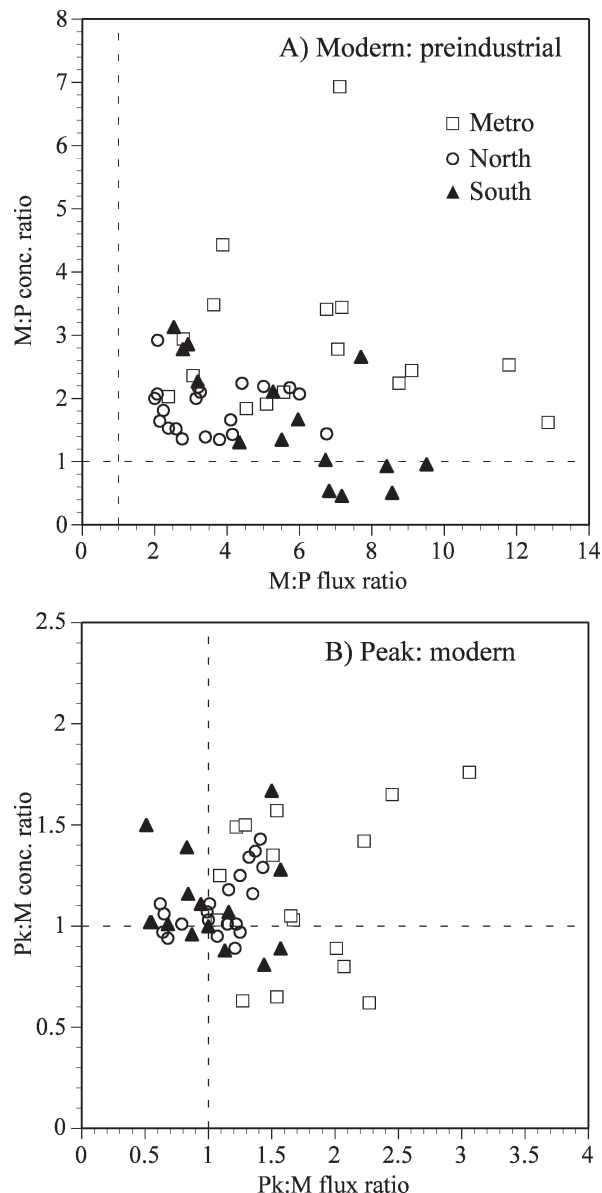 A) Modern: preindustrial
Metro
North
South
M:P conc. ratio
8
7
6
5
4
3
2
1
0
0 2 4 6 8 10 12 14
M:P flux ratio
B) Peak: modern
Pk:M conc. ratio
2.5
2
1.5
1
0.5
0
0 0.5 1 1.5 2 2.5 3 3.5 4
Pk:M flux ratio